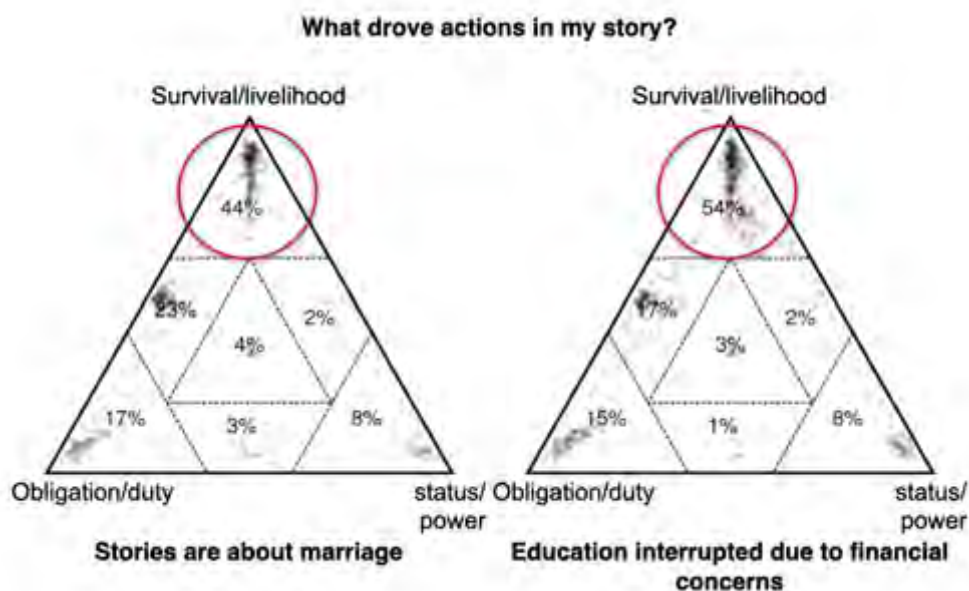 What drove actions in my story?
Survival/livelihood
44%
23%
2%
4%
17%
3%
8%
Obligation/duty
status/
power
Stories are about marriage
Survival/livelihood
54%
17%
2%
3%
15%
1%
8%
Obligation/duty
status/
power
Education interrupted due to financial
concerns